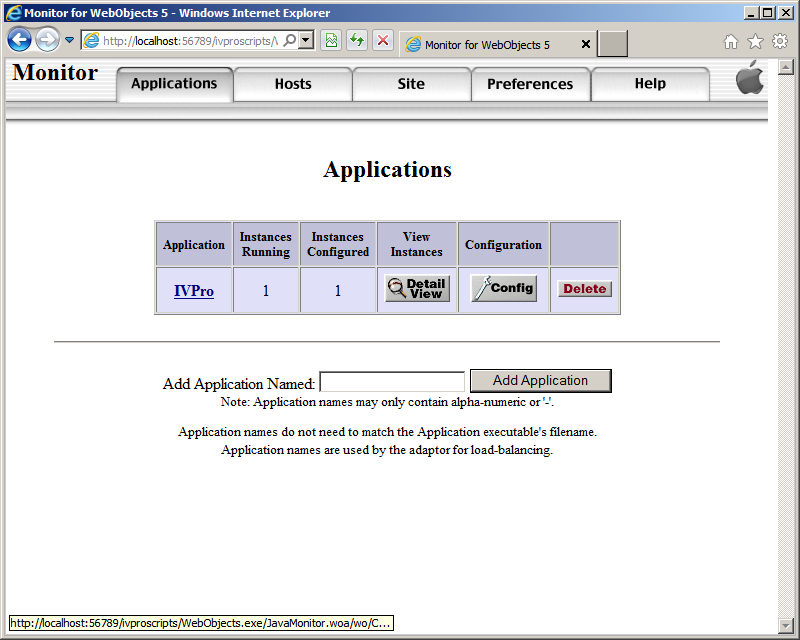 Monitor for WebObjects 5 - Windows Internet Explorer
http://localhost:56789/ivproscripts/\
Monitor for WebObjects 5
Monitor
Applications
Hosts
Site
Preferences
Help
Applications
Application
Instances Running
Instances Configured
View Instances
Configuration
IVPro
1
1
Detail View
Config
Delete
Add Application Named:
Add Application
Note: Application names may only contain alpha-numeric or '-'.
Application names do not need to match the Application executable's filename.
Application names are used by the adaptor for load-balancing.
http://localhost:56789/ivproscripts/WebObjects.exe/JavaMonitor.woa/wo/C...